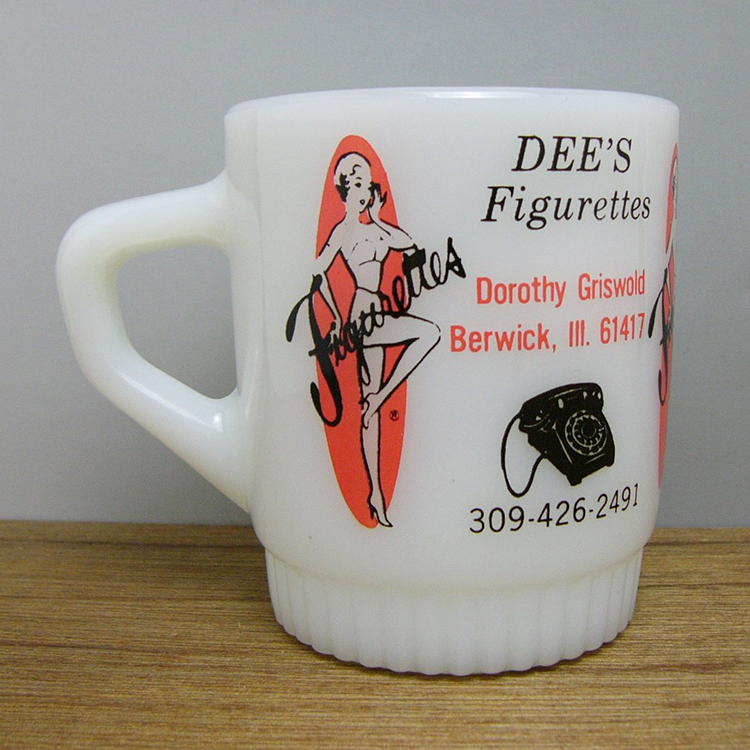 Figurettes
®
DEE'S
Figurettes
Dorothy Griswold
Berwick, Ill. 61417
309-426-2491